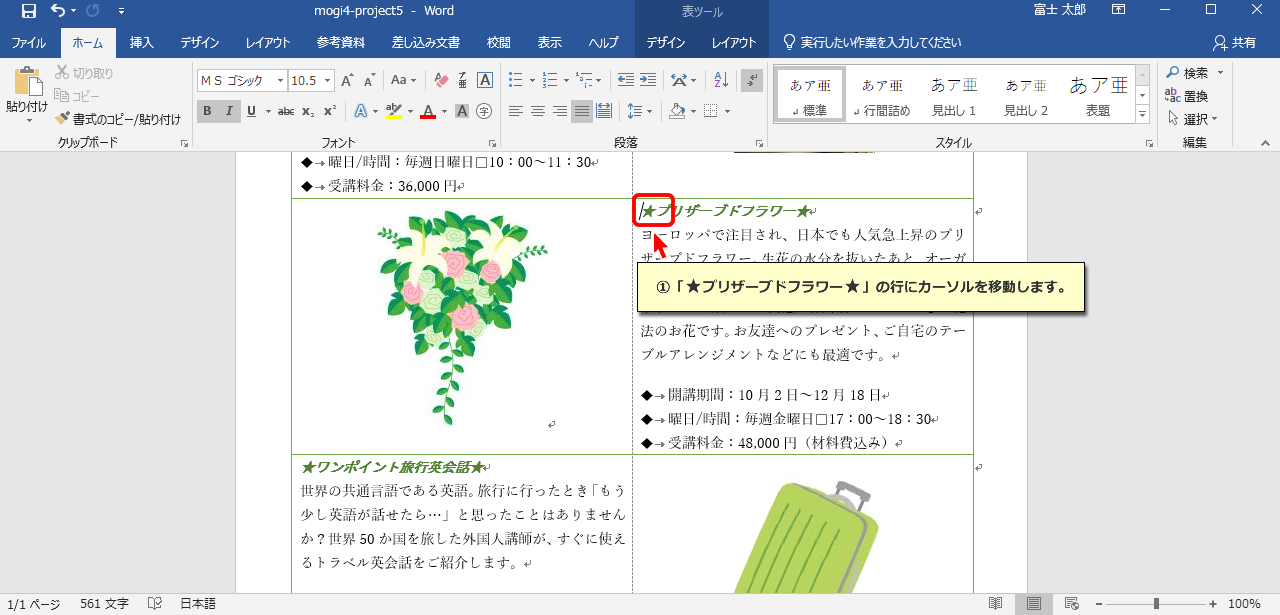 mogi4-project5 - Word
表ツール
富士 太郎
ファイル ホーム 挿入 デザイン レイアウト 参考資料 差し込み文書 校閲 表示 ヘルプ デザイン レイアウト 実行したい作業を入力してください 共有
貼り付け
切り取り
コピー
書式のコピー/貼り付け
クリップボード
ＭＳ ゴシック 10.5
フォント
段落
あア亜 あア亜 あア亜 あア亜 あア亜
標準 行間詰め 見出し 1 見出し 2 表題
スタイル
検索
置換
選択
編集
◆→曜日/時間：毎週日曜日□10：00～11：30
◆→受講料金：36,000 円
★プリザーブドフラワー★
ヨーロッパで注目され、日本でも人気急上昇のプリ
ザーブドフラワー。生花の水分を抜いたあと、オーガ
①「★プリザーブドフラワー★」の行にカーソルを移動します。
法のお花です。お友達へのプレゼント、ご自宅のテー
ブルアレンジメントなどにも最適です。
◆→開講期間：10 月 2 日～12 月 18 日
◆→曜日/時間：毎週金曜日□17：00～18：30
◆→受講料金：48,000 円（材料費込み）
★ワンポイント旅行英会話★
世界の共通言語である英語。旅行に行ったとき「もう
少し英語が話せたら…」と思ったことはありません
か？世界 50 か国を旅した外国人講師が、すぐに使え
るトラベル英会話をご紹介します。
1/1 ページ 561 文字 日本語 100%